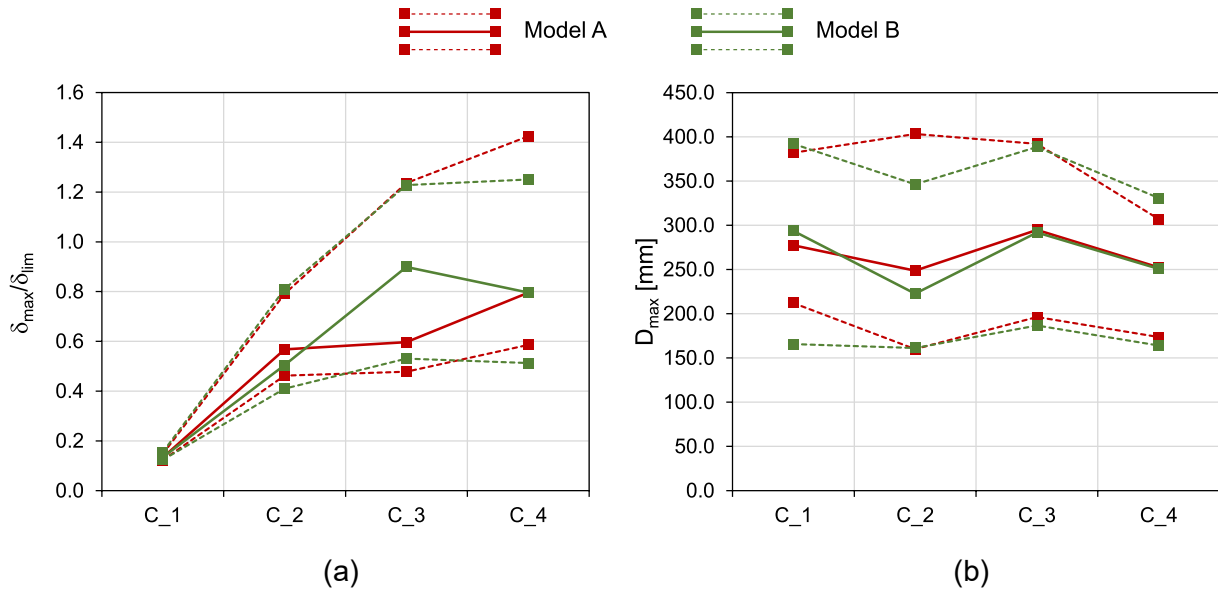 Model A
Model B
1.6
1.4
1.2
1.0
0.8
0.6
0.4
0.2
0.0
δmax/δlim
C_1 C_2 C_3 C_4
(a)
450.0
400.0
350.0
300.0
250.0
200.0
150.0
100.0
50.0
0.0
Dmax [mm]
C_1 C_2 C_3 C_4
(b)